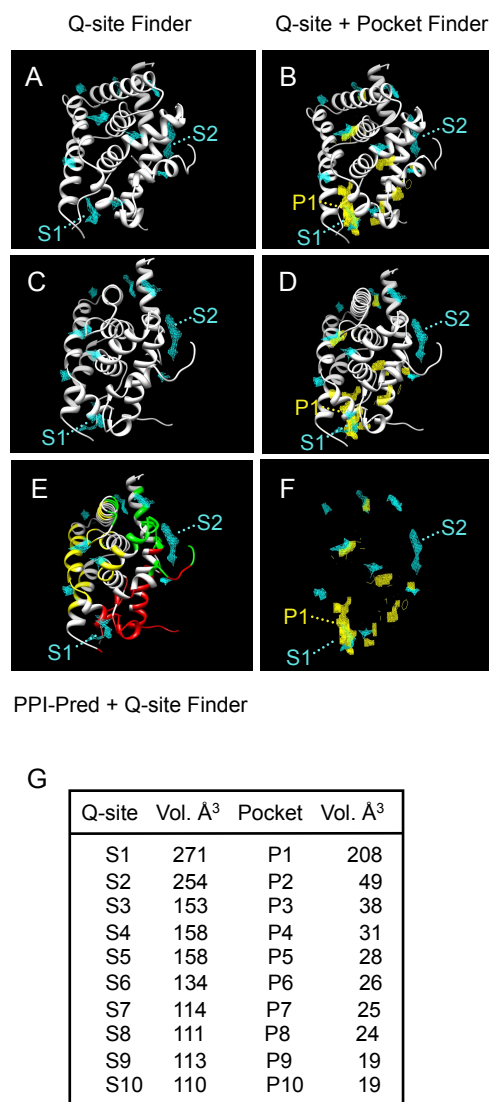 Q-site Finder Q-site + Pocket Finder
A B
S2
P1
S1 S1
C D
S2 S2
P1
S1 S1
E F
S2 S2
P1
S1 S1
PPI-Pred + Q-site Finder
G
Q-site Vol. Å³ Pocket Vol. Å³
S1 271 P1 208
S2 254 P2 49
S3 153 P3 38
S4 158 P4 31
S5 158 P5 28
S6 134 P6 26
S7 114 P7 25
S8 111 P8 24
S9 113 P9 19
S10 110 P10 19